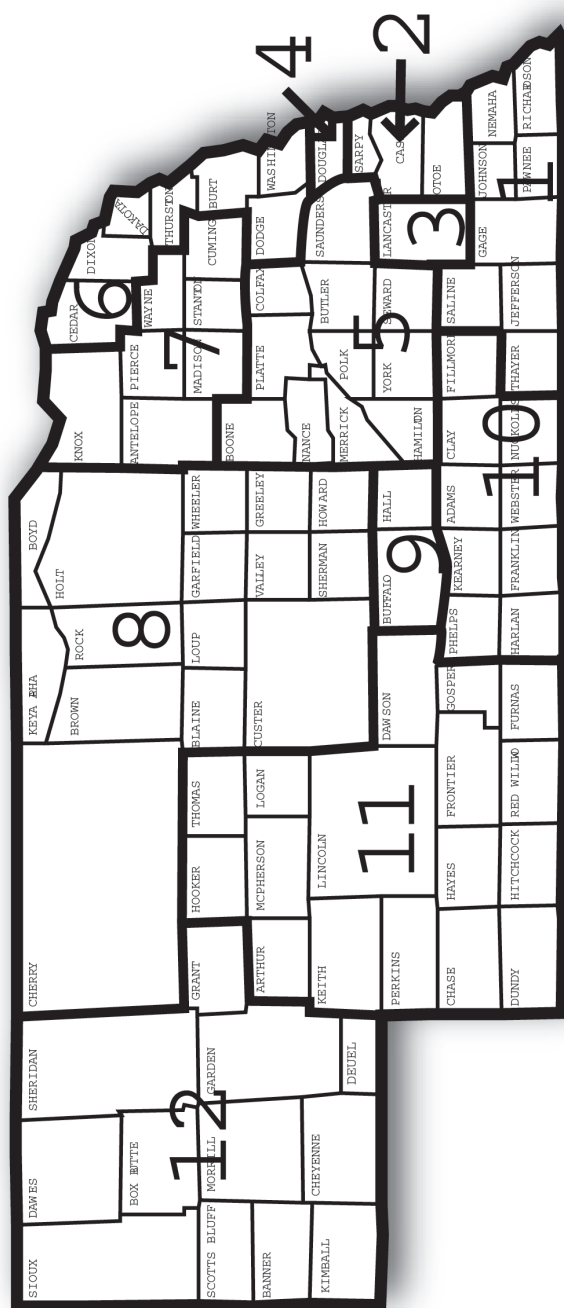 SIOUX
DAWES
SHERIDAN
CHERRY
KEYA PAHA
BOYD
HOLT
ROCK
BROWN
KNOX
CEDAR
DIXON
DAKOTA
6
BOX BUTTE
8
ANTELOPE
PIERCE
WAYNE
THURSTON
12
7
SCOTTS BLUFF
MORRILL
GARDEN
GRANT
HOOKER
THOMAS
BLAINE
LOUP
GARFIELD
WHEELER
BOONE
MADISON
STANTON
CUMING
BURT
BANNER
ARTHUR
MCPHERSON
LOGAN
CUSTER
VALLEY
GREELEY
PLATTE
COLFAX
DODGE
WASHINGTON
4
KIMBALL
CHEYENNE
DEUEL
KEITH
LINCOLN
SHERMAN
HOWARD
NANCE
MERRICK
POLK
BUTLER
SAUNDERS
DOUGLAS
SARPY
11
5
2
PERKINS
DAWSON
BUFFALO
HALL
HAMILTON
YORK
SEWARD
LANCASTER
CASS
OTOE
9
3
CHASE
HAYES
FRONTIER
GOSPER
PHELPS
KEARNEY
ADAMS
CLAY
FILLMORE
SALINE
GAGE
JOHNSON
NEMAHA
10
1
DUNDY
HITCHCOCK
RED WILLOW
FURNAS
HARLAN
FRANKLIN
WEBSTER
NUCKOLLS
THAYER
JEFFERSON
PAWNEE
RICHARDSON